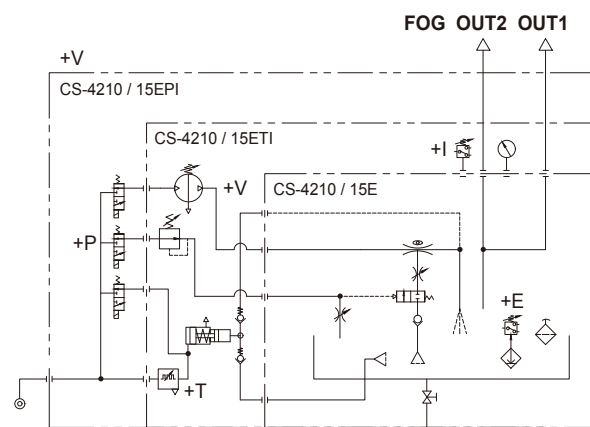 FOG OUT2 OUT1
+V
CS-4210 / 15EPI
CS-4210 / 15ETI
+I
+V
CS-4210 / 15E
+P
+E
+T